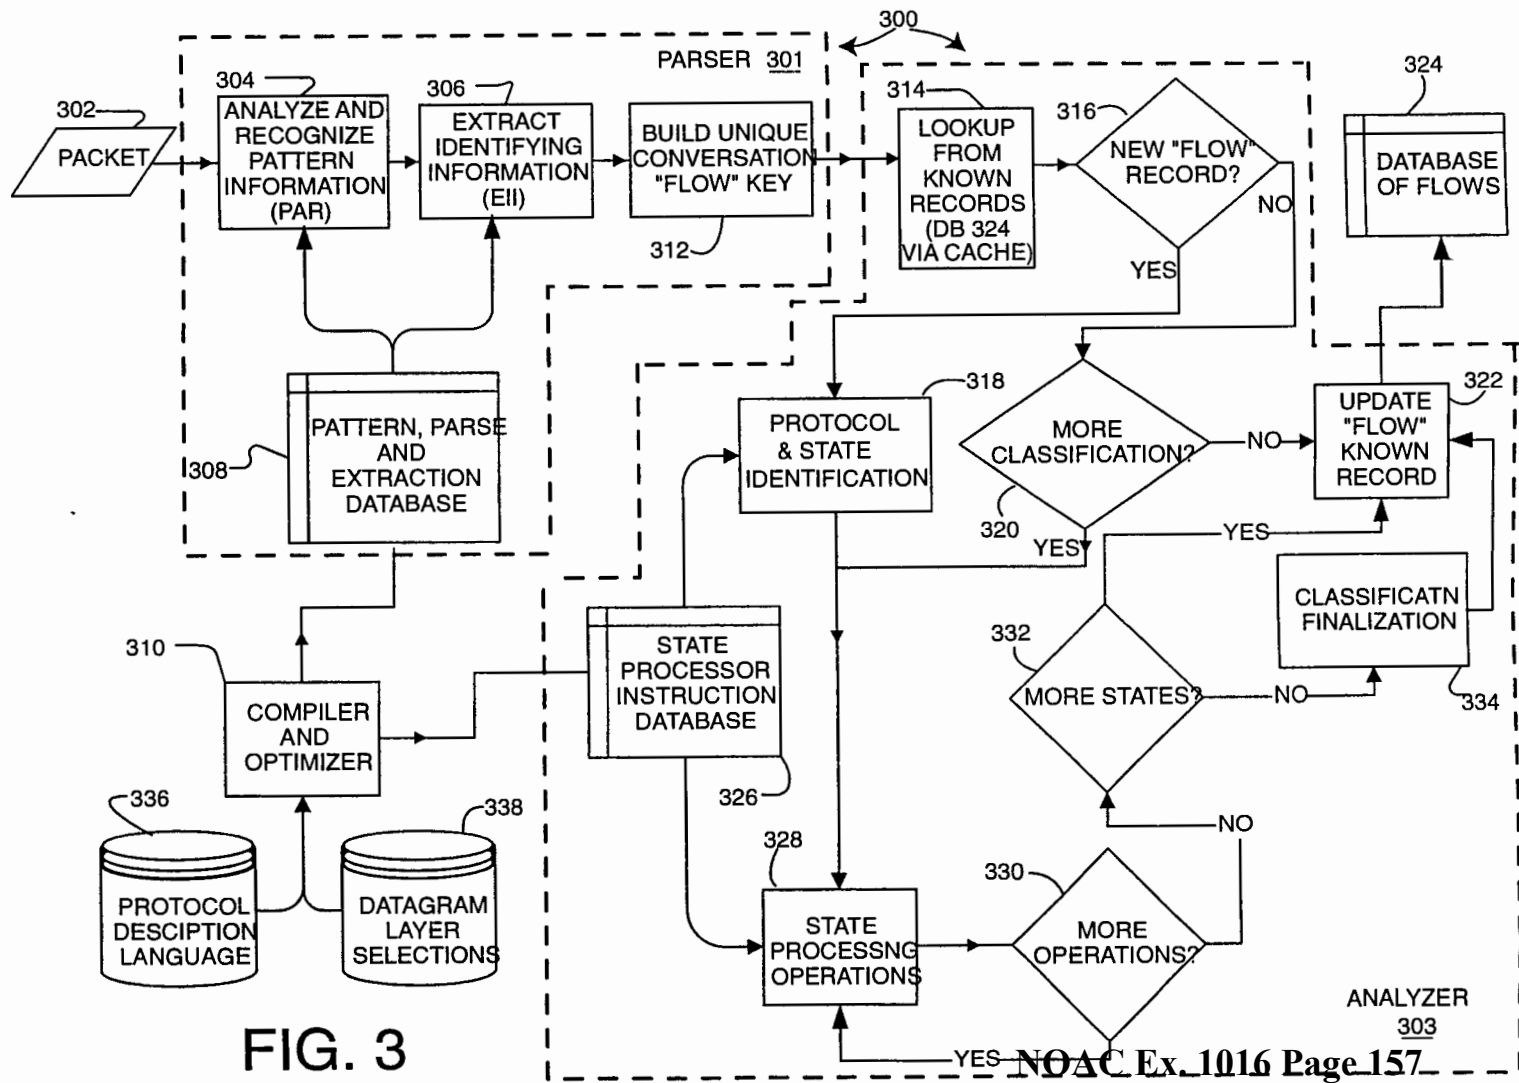 300
PARSER 301
302
PACKET
304
ANALYZE AND
RECOGNIZE
PATTERN
INFORMATION
(PAR)
306
EXTRACT
IDENTIFYING
INFORMATION
(EII)
BUILD UNIQUE
CONVERSATION
"FLOW" KEY
312
314
LOOKUP
FROM
KNOWN
RECORDS
(DB 324
VIA CACHE)
316
NEW "FLOW"
RECORD?
NO
YES
324
DATABASE
OF FLOWS
308
PATTERN, PARSE
AND
EXTRACTION
DATABASE
318
PROTOCOL
& STATE
IDENTIFICATION
MORE
CLASSIFICATION?
320
NO
YES
322
UPDATE
"FLOW"
KNOWN
RECORD
YES
CLASSIFICATN
FINALIZATION
334
332
MORE STATES?
NO
310
COMPILER
AND
OPTIMIZER
STATE
PROCESSOR
INSTRUCTION
DATABASE
326
336
PROTOCOL
DESCIPTION
LANGUAGE
338
DATAGRAM
LAYER
SELECTIONS
328
STATE
PROCESSNG
OPERATIONS
330
MORE
OPERATIONS?
NO
YES
ANALYZER
303
FIG. 3
NOAC Ex. 1016 Page 157